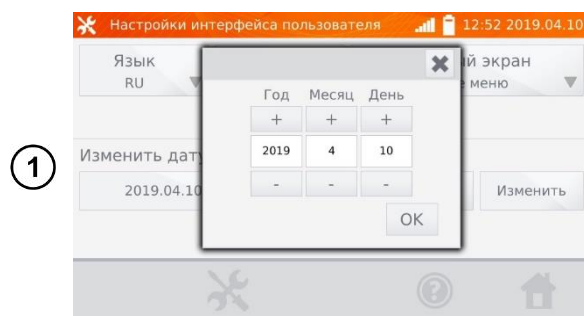 Настройки интерфейса пользователя 12:52 2019.04.10
Язык
RU
й экран
е меню
Год Месяц День
+ + +
2019 4 10
- - -
OK
Изменить дату
2019.04.10
Изменить
1